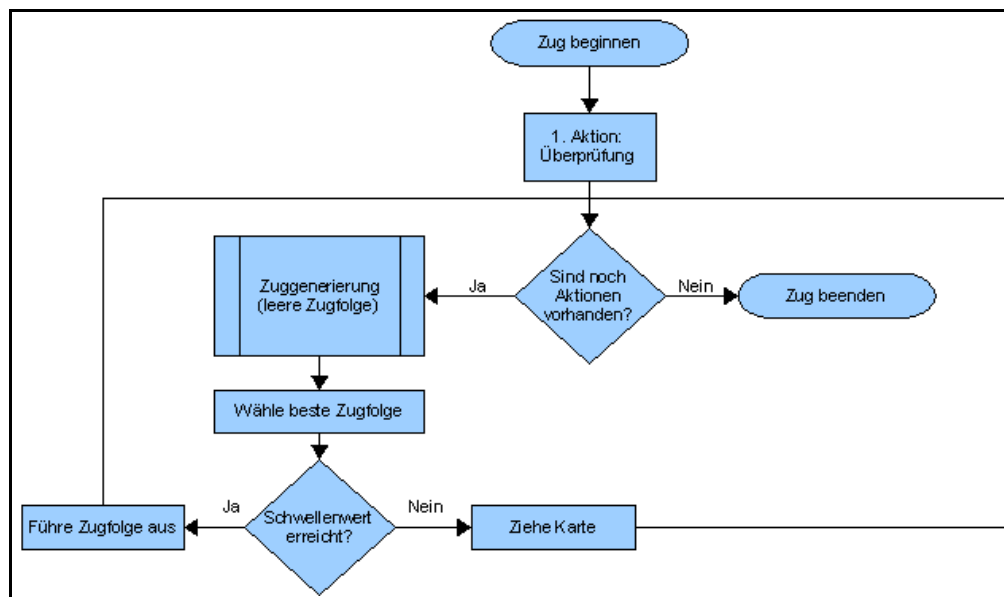 Zug beginnen
1. Aktion:
Überprüfung
Sind noch
Aktionen
vorhanden?
Ja
Nein
Zuggenerierung
(leere Zugfolge)
Zug beenden
Wähle beste Zugfolge
Schwellenwert
erreicht?
Ja
Nein
Führe Zugfolge aus
Ziehe Karte